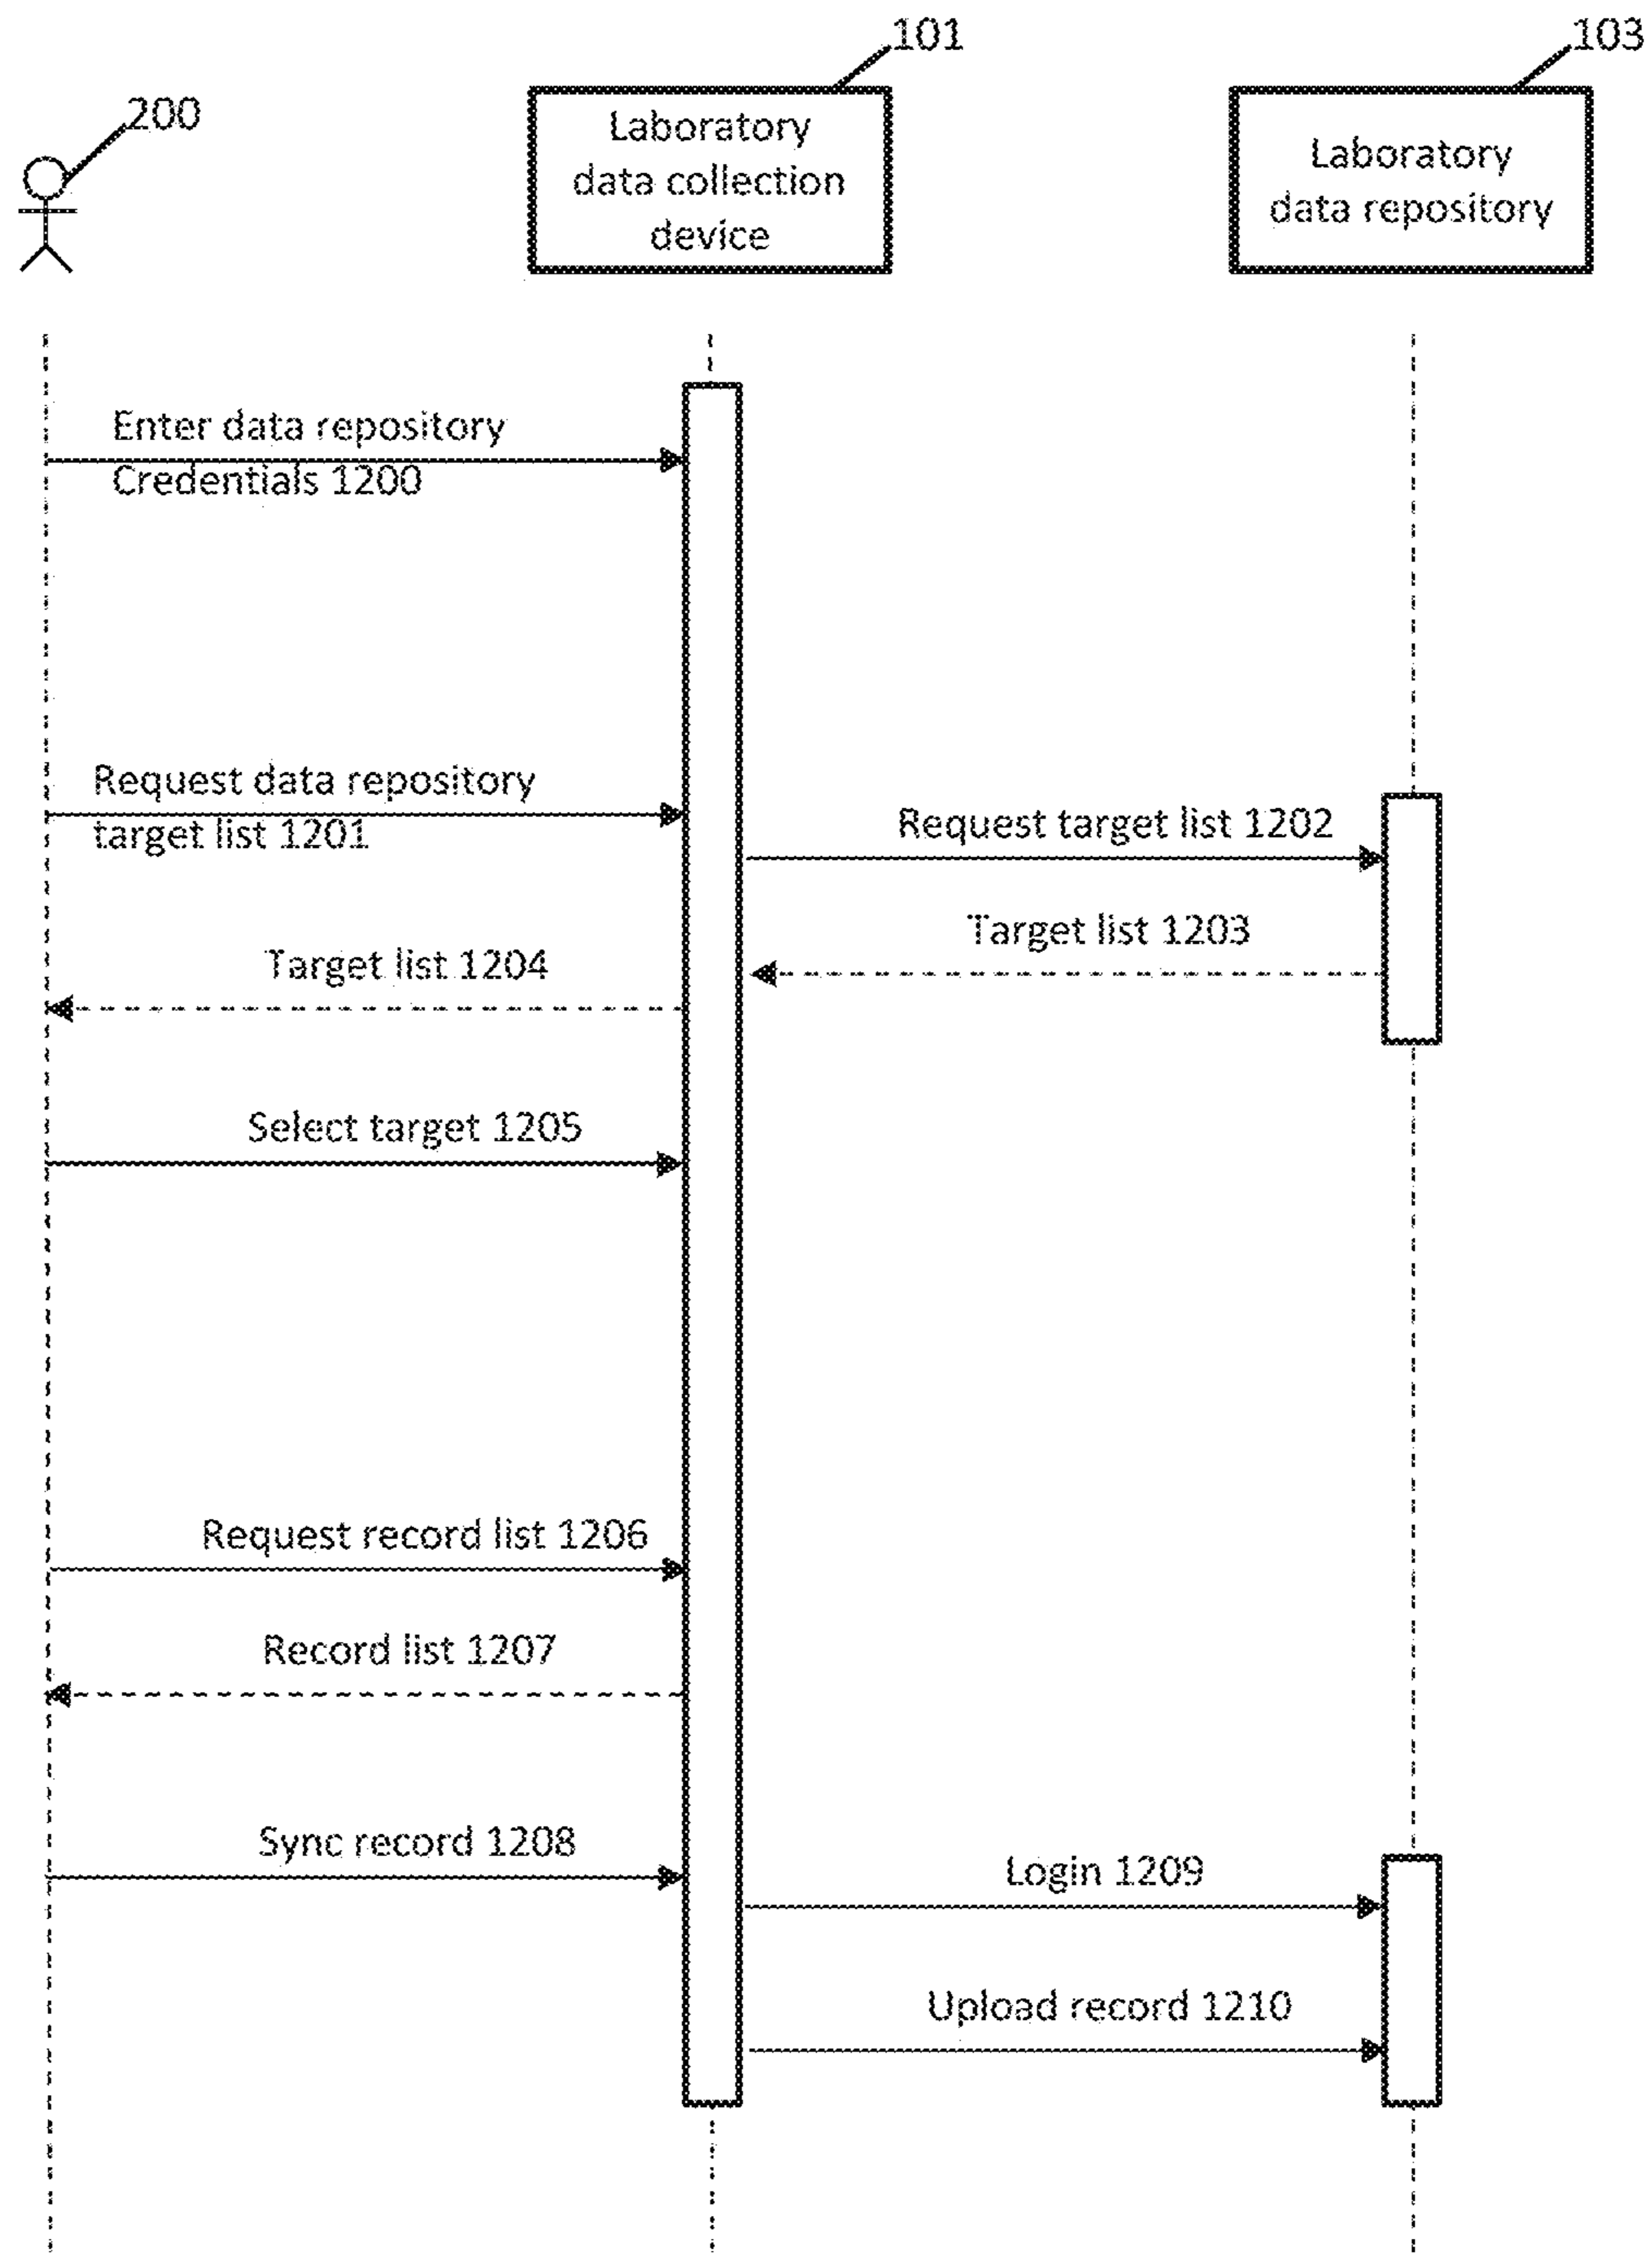 101
103
200
Laboratory
data collection
device
Laboratory
data repository
Enter data repository
Credentials 1200
Request data repository
target list 1201
Request target list 1202
Target list 1203
Target list 1204
Select target 1205
Request record list 1206
Record list 1207
Sync record 1208
Login 1209
Upload record 1210